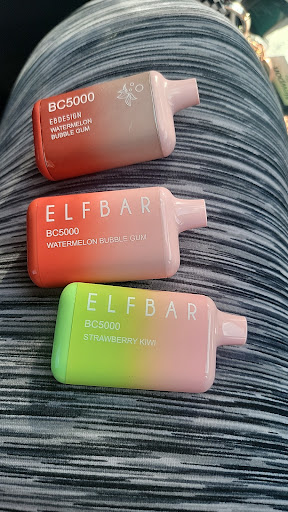 BC5000
EBDESIGN
WATERMELON
BUBBLE GUM
ELFBAR
BC5000
WATERMELON BUBBLE GUM
ELFBAR
BC5000
STRAWBERRY KIWI